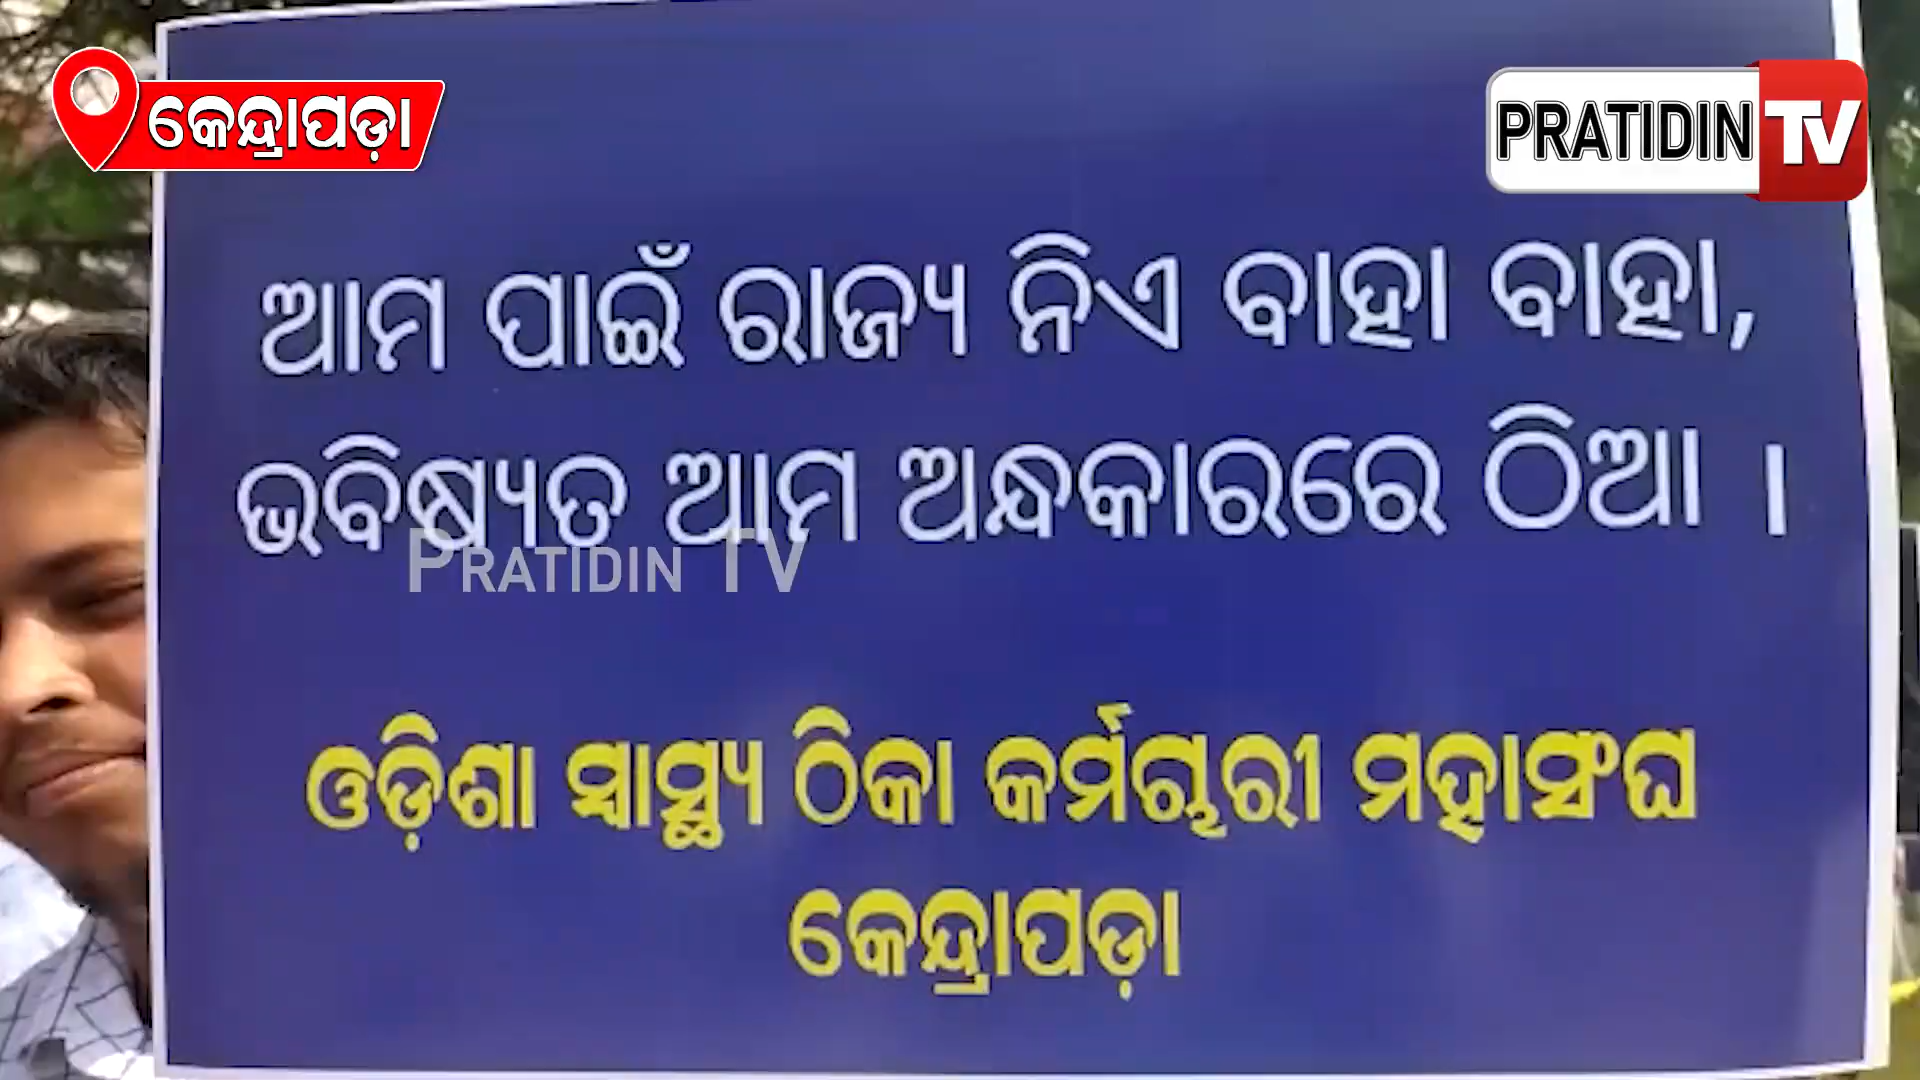 କେନ୍ଦ୍ରାପଡ଼ା
PRATIDIN TV
ଆମ ପାଇଁ ରାଜ୍ୟ ନିଏ ବାହା ବାହା,
ଭବିଷ୍ୟତ ଆମ ଅନ୍ଧକାରରେ ଠିଆ ।
PRATIDIN TV
ଓଡ଼ିଶା ସ୍ୱାସ୍ଥ୍ୟ ଠିକା କର୍ମଚାରୀ ମହାସଂଘ
କେନ୍ଦ୍ରାପଡ଼ା